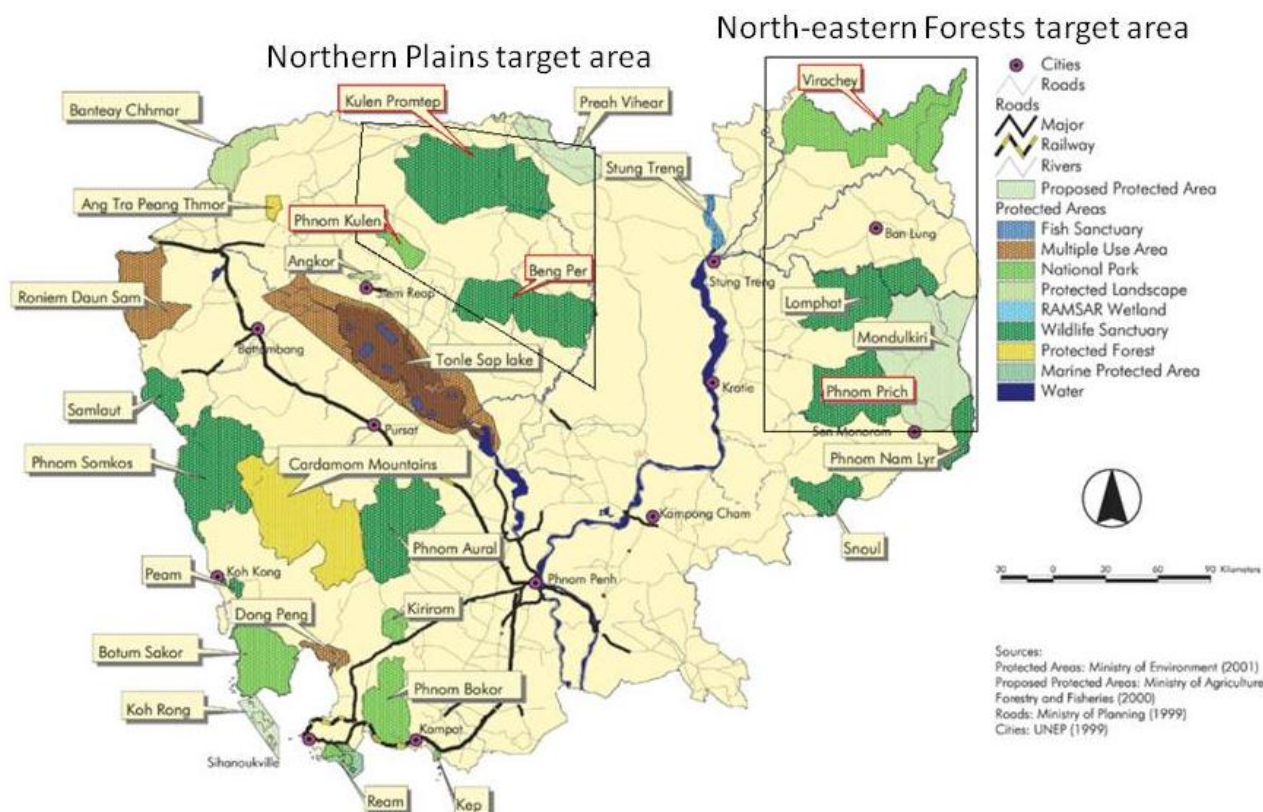 Northern Plains target area
North-eastern Forests target area
Banteay Chhmar
Kulen Promtep
Preah Vihear
Virachey
Stung Treng
Ang Tra Peang Thmor
Phnom Kulen
Angkor
Siem Reap
Beng Per
Ban Lung
Stung Treng
Lomphat
Roniem Daun Sam
Battambang
Tonle Sap lake
Mondulkiri
Kratie
Phnom Prich
Samlaut
Pursat
Sen Monorom
Phnom Nam Lyr
Phnom Somkos
Cardamom Mountains
Kampong Cham
Snoul
Phnom Aural
Peam
Koh Kong
Phnom Penh
Dong Peng
Kirirom
Botum Sakor
Phnom Bokor
Koh Rong
Kampot
Sihanoukville
Ream
Kep
Cities
Roads
Roads
Major
Railway
Rivers
Proposed Protected Area
Protected Areas
Fish Sanctuary
Multiple Use Area
National Park
Protected Landscape
RAMSAR Wetland
Wildlife Sanctuary
Protected Forest
Marine Protected Area
Water
30 0 30 60 90 Kilometers
Sources:
Protected Areas: Ministry of Environment (2001)
Proposed Protected Areas: Ministry of Agriculture
Forestry and Fisheries (2000)
Roads: Ministry of Planning (1999)
Cities: UNEP (1999)